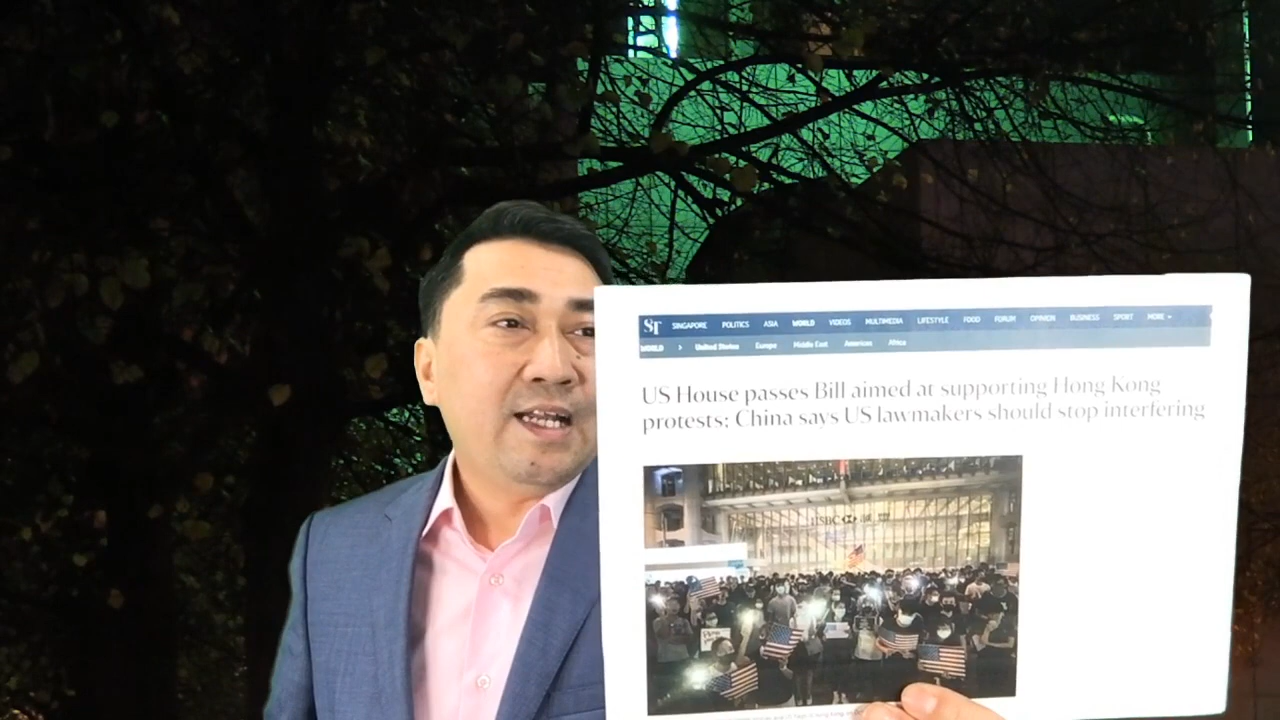 ST SINGAPORE POLITICS ASIA WORLD VIDEOS MULTIMEDIA LIFESTYLE FOOD FORUM OPINION BUSINESS SPORT MORE
WORLD > United States Europe Middle East Americas Africa
US House passes Bill aimed at supporting Hong Kong
protests; China says US lawmakers should stop interfering
HSBC